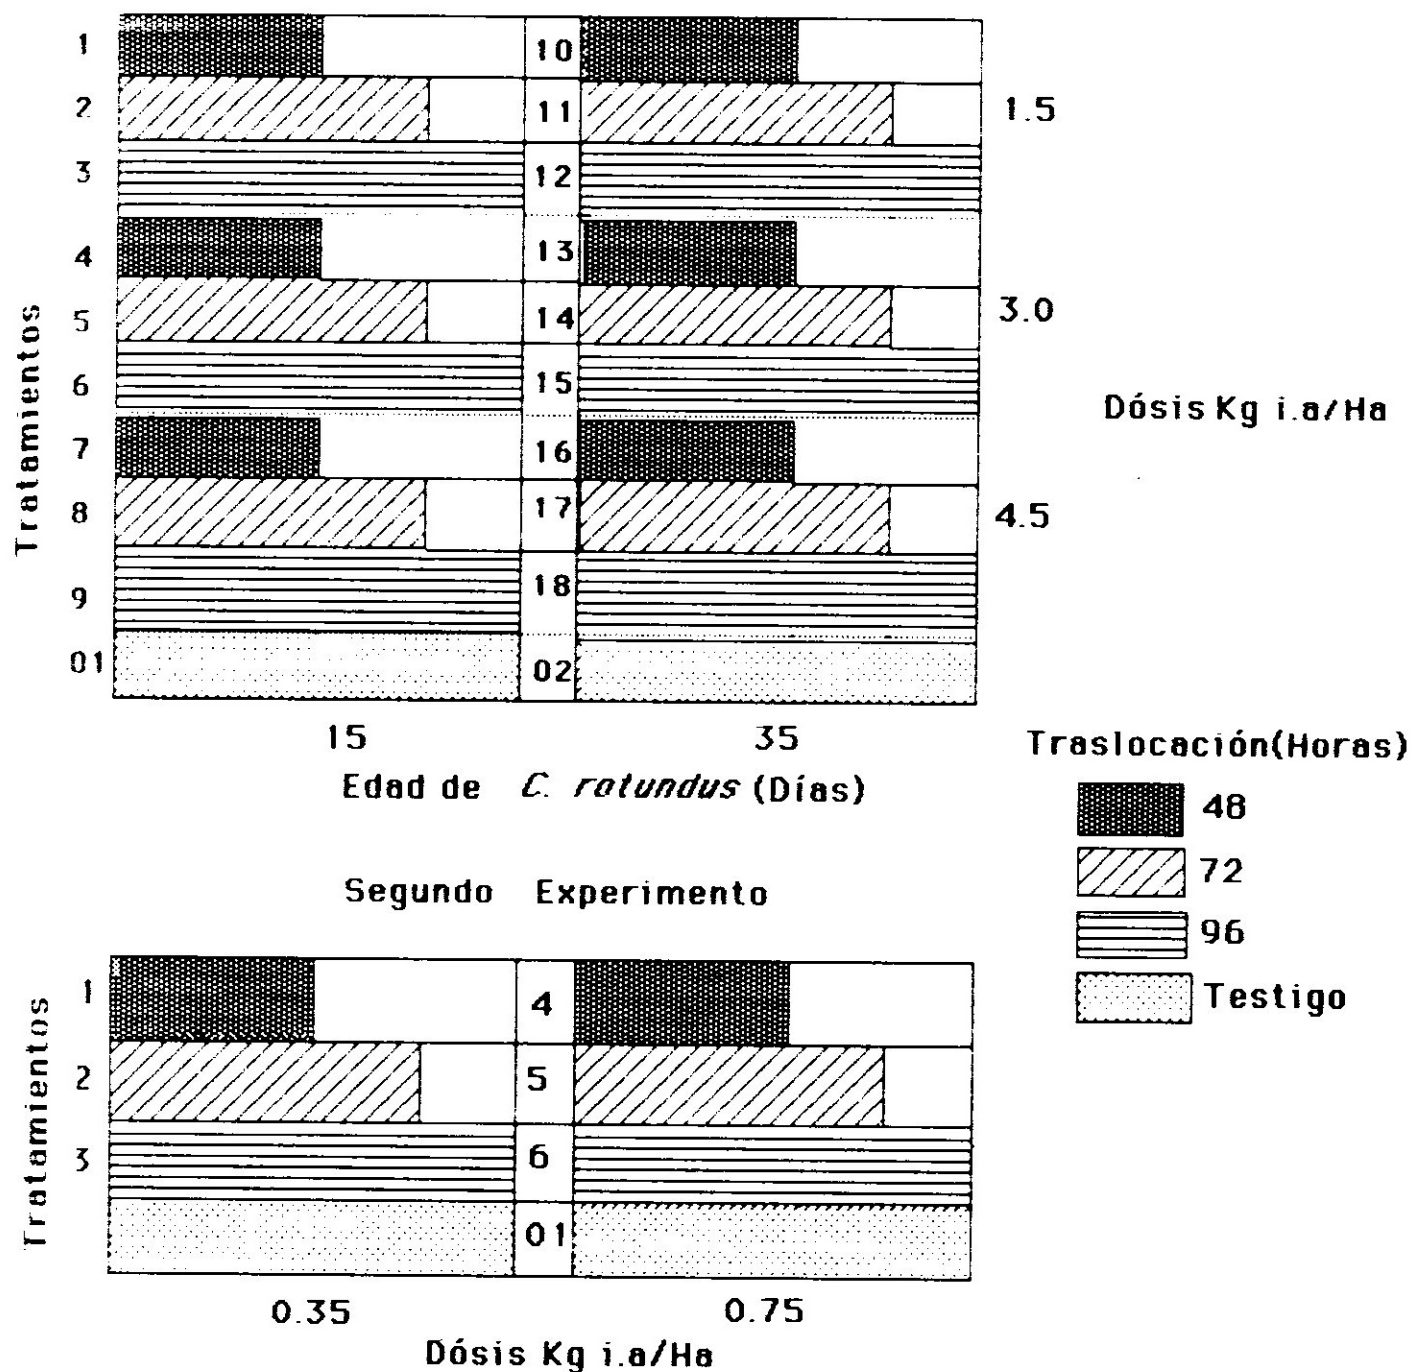 1 10
2 11 1.5
3 12
4 13
5 14 3.0
6 15
Dósis Kg i.a/Ha
7 16
8 17 4.5
9 18
01 02
Tratamientos
15 35
Edad de C. rotundus (Días)
Traslocación(Horas)
48
72
96
Testigo
Segundo Experimento
1 4
2 5
3 6
01
Tratamientos
0.35 0.75
Dósis Kg i.a/Ha